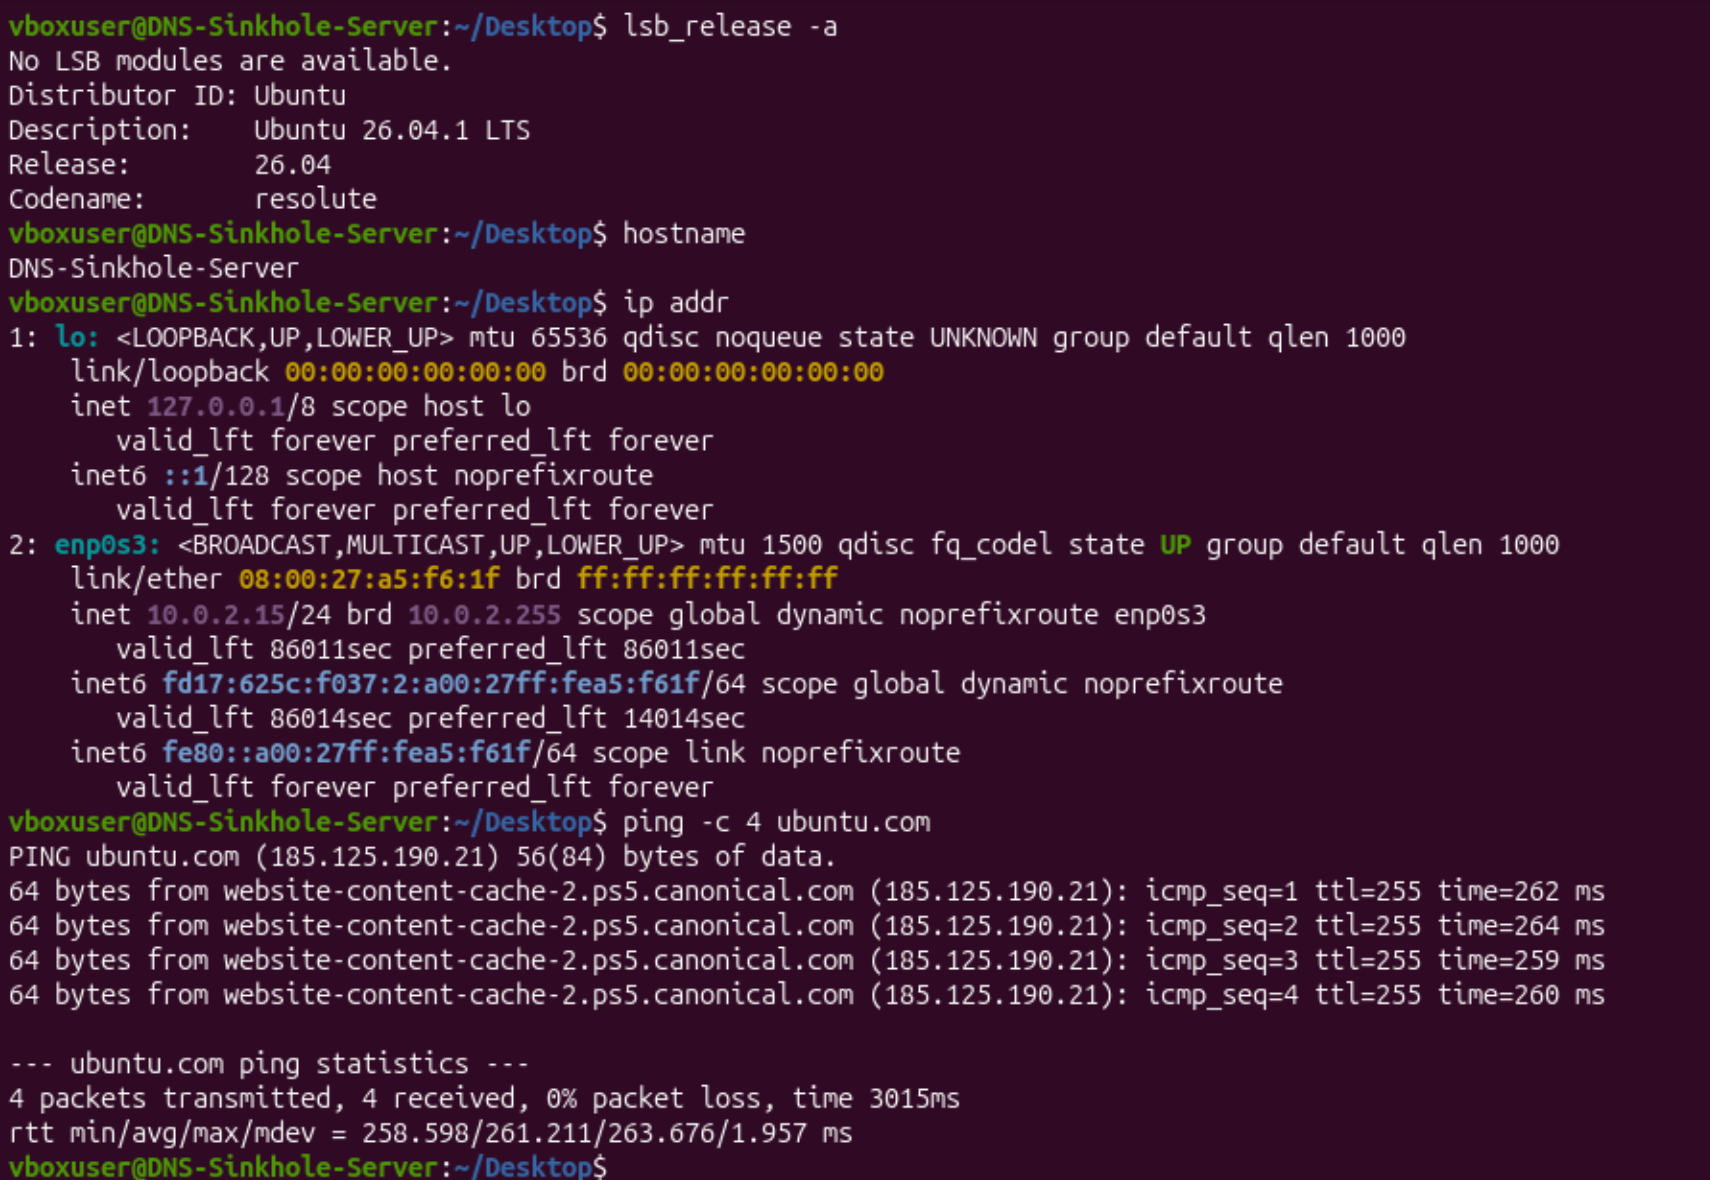 vboxuser@DNS-Sinkhole-Server:~/Desktop$ lsb_release -a
No LSB modules are available.
Distributor ID: Ubuntu
Description:    Ubuntu 26.04.1 LTS
Release:        26.04
Codename:       resolute
vboxuser@DNS-Sinkhole-Server:~/Desktop$ hostname
DNS-Sinkhole-Server
vboxuser@DNS-Sinkhole-Server:~/Desktop$ ip addr
1: lo: <LOOPBACK,UP,LOWER_UP> mtu 65536 qdisc noqueue state UNKNOWN group default qlen 1000
    link/loopback 00:00:00:00:00:00 brd 00:00:00:00:00:00
    inet 127.0.0.1/8 scope host lo
       valid_lft forever preferred_lft forever
    inet6 ::1/128 scope host noprefixroute
       valid_lft forever preferred_lft forever
2: enp0s3: <BROADCAST,MULTICAST,UP,LOWER_UP> mtu 1500 qdisc fq_codel state UP group default qlen 1000
    link/ether 08:00:27:a5:f6:1f brd ff:ff:ff:ff:ff:ff
    inet 10.0.2.15/24 brd 10.0.2.255 scope global dynamic noprefixroute enp0s3
       valid_lft 86011sec preferred_lft 86011sec
    inet6 fd17:625c:f037:2:a00:27ff:fea5:f61f/64 scope global dynamic noprefixroute
       valid_lft 86014sec preferred_lft 14014sec
    inet6 fe80::a00:27ff:fea5:f61f/64 scope link noprefixroute
       valid_lft forever preferred_lft forever
vboxuser@DNS-Sinkhole-Server:~/Desktop$ ping -c 4 ubuntu.com
PING ubuntu.com (185.125.190.21) 56(84) bytes of data.
64 bytes from website-content-cache-2.ps5.canonical.com (185.125.190.21): icmp_seq=1 ttl=255 time=262 ms
64 bytes from website-content-cache-2.ps5.canonical.com (185.125.190.21): icmp_seq=2 ttl=255 time=264 ms
64 bytes from website-content-cache-2.ps5.canonical.com (185.125.190.21): icmp_seq=3 ttl=255 time=259 ms
64 bytes from website-content-cache-2.ps5.canonical.com (185.125.190.21): icmp_seq=4 ttl=255 time=260 ms

--- ubuntu.com ping statistics ---
4 packets transmitted, 4 received, 0% packet loss, time 3015ms
rtt min/avg/max/mdev = 258.598/261.211/263.676/1.957 ms
vboxuser@DNS-Sinkhole-Server:~/Desktop$